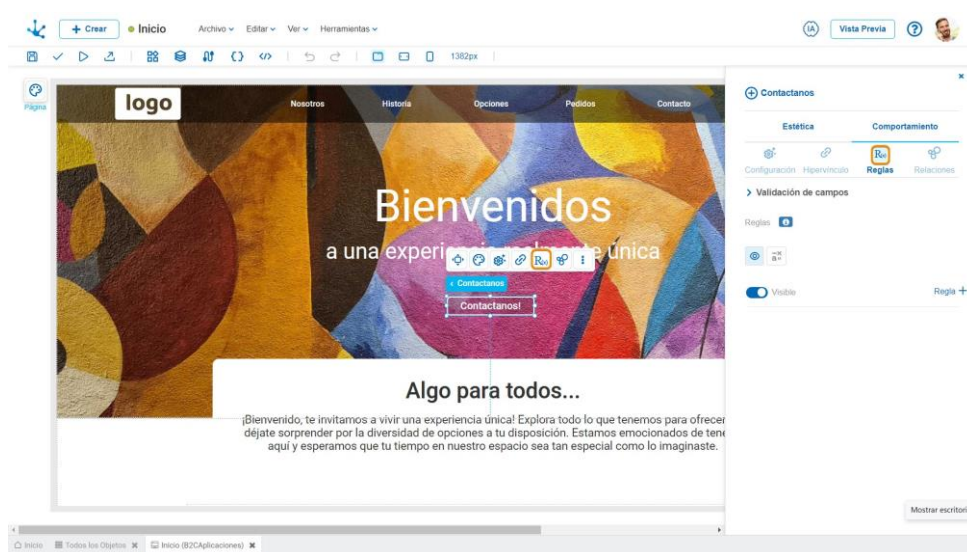 + Crear
Inicio
Archivo Editar Ver Herramientas
IA
Vista Previa
?
1382px
Página
logo
Nosotros Historia Opciones Pedidos Contacto
Bienvenidos
a una experiencia realmente única
Contactanos
Contactanos!
Algo para todos...
¡Bienvenido, te invitamos a vivir una experiencia única! Explora todo lo que tenemos para ofrecer
déjate sorprender por la diversidad de opciones a tu disposición. Estamos emocionados de tene
aquí y esperamos que tu tiempo en nuestro espacio sea tan especial como lo imaginaste.
Contactanos
Estética Comportamiento
Configuración Hipervínculo Reglas Relaciones
Validación de campos
Reglas
Visible Regla +
Mostrar escritori
Inicio Todos los Objetos Inicio (B2CAplicaciones)